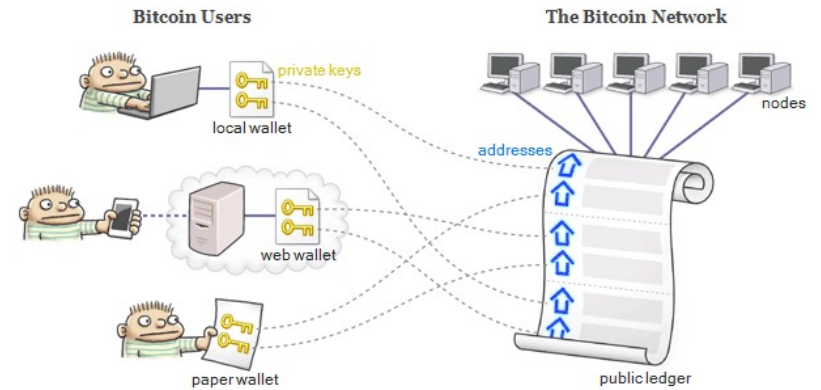 Bitcoin Users
The Bitcoin Network
private keys
local wallet
nodes
addresses
web wallet
paper wallet
public ledger